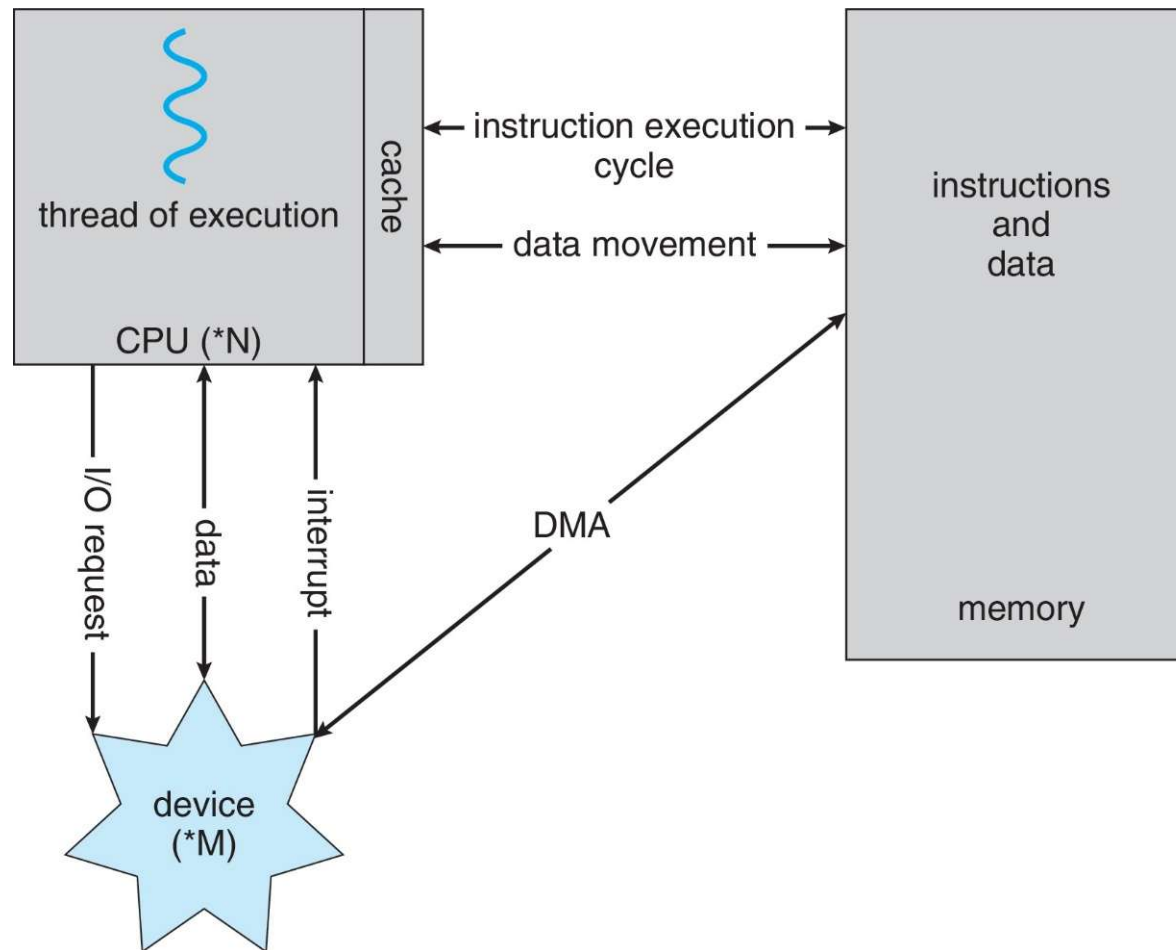 thread of execution
CPU (*N)
cache
instruction execution
cycle
data movement
instructions
and
data
memory
I/O request
data
interrupt
DMA
device
(*M)